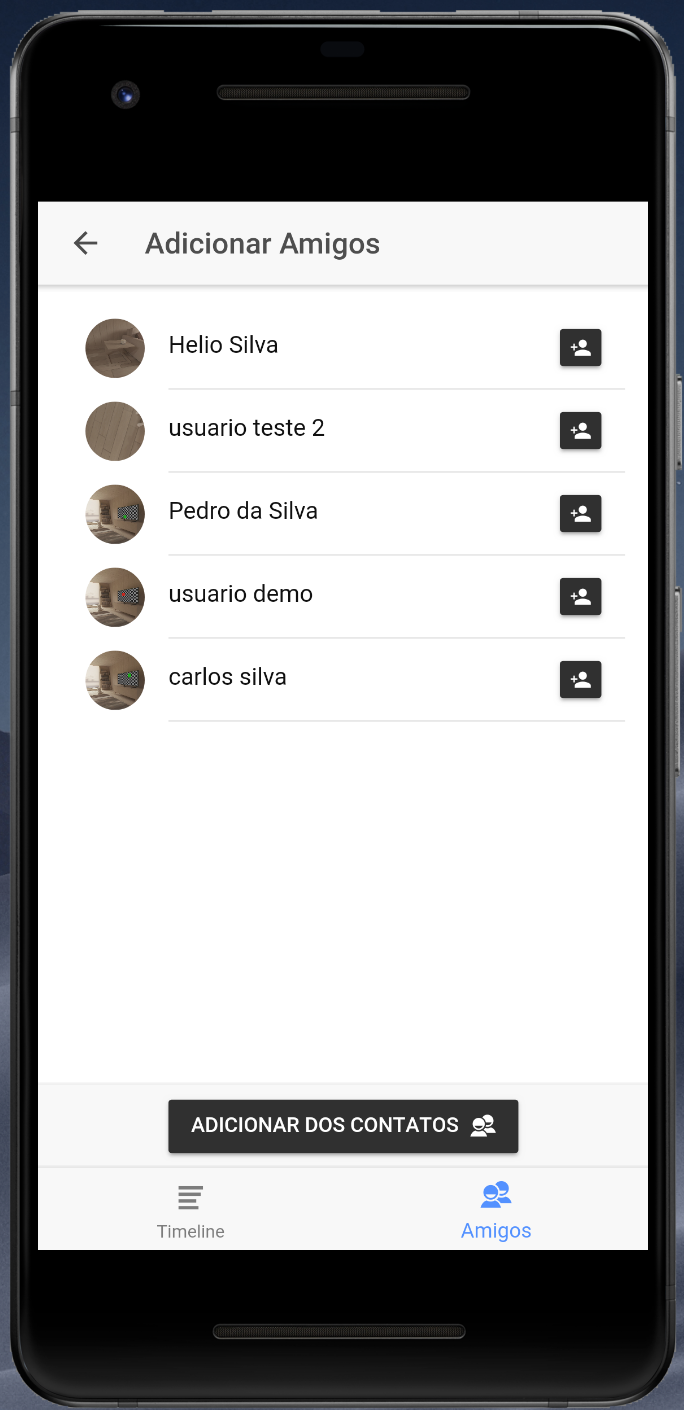 Adicionar Amigos
Helio Silva
usuario teste 2
Pedro da Silva
usuario demo
carlos silva
ADICIONAR DOS CONTATOS
Timeline
Amigos